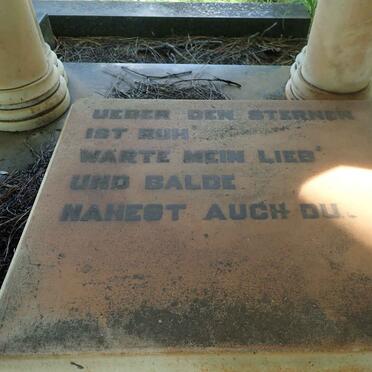 UEBER DEN STERNEN
IST RUH'
WARTE MEIN LIEB'
UND BALDE
NAHEST AUCH DU.